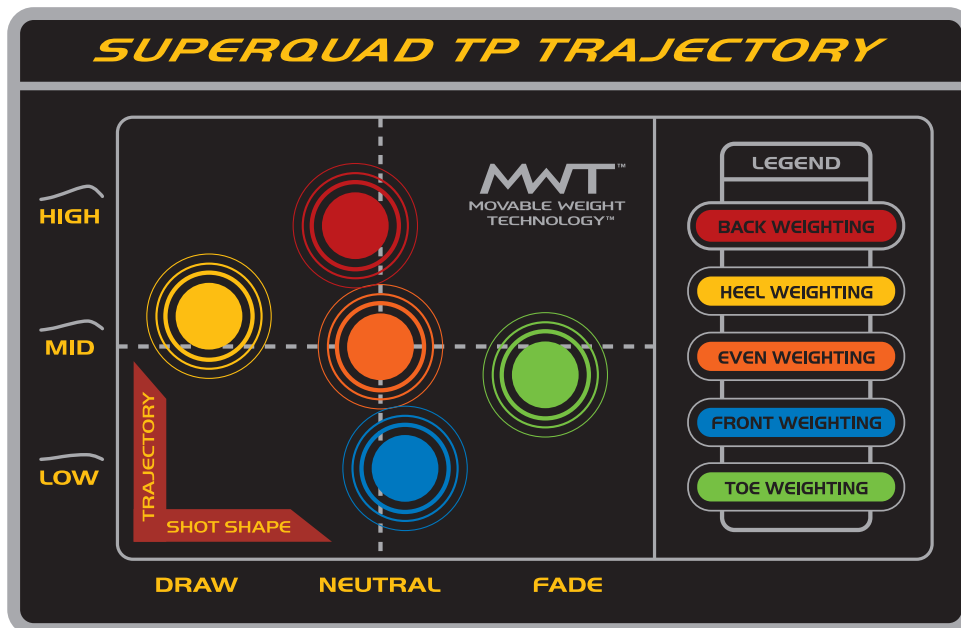 SUPERQUAD TP TRAJECTORY
HIGH
MID
LOW
MWT™
MOVABLE WEIGHT
TECHNOLOGY™
TRAJECTORY
SHOT SHAPE
DRAW
NEUTRAL
FADE
LEGEND
BACK WEIGHTING
HEEL WEIGHTING
EVEN WEIGHTING
FRONT WEIGHTING
TOE WEIGHTING